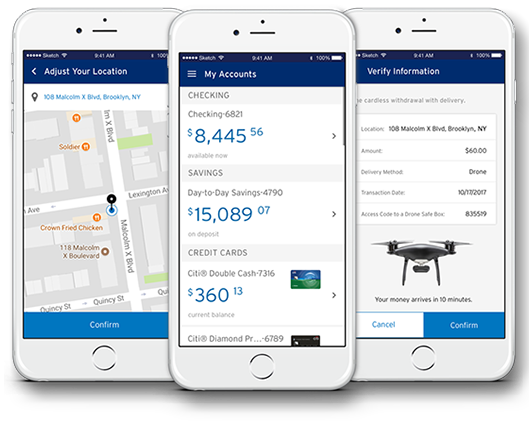 Sketch 9:41 AM 100%
Adjust Your Location
108 Malcolm X Blvd, Brooklyn, NY
Soldier
lm X Blvd
Lexington Ave
n Ave
Crown Fried Chicken
118 Malcolm
X Boulevard
Malcolm X Blvd
Quincy St
Quincy St
Confirm
Sketch 9:41 AM 100%
My Accounts
CHECKING
Checking-6821
$8,445 56
available now
SAVINGS
Day-to-Day Savings-4790
$15,089 07
on deposit
CREDIT CARDS
Citi® Double Cash-7316
$360 13
current balance
Citi® Diamond Pr...-6789
9:41 AM 100%
Verify Information
e cardless withdrawal with delivery.
Location: 108 Malcolm X Blvd, Brooklyn, NY
Amount: $60.00
Delivery Method: Drone
Transaction Date: 10/17/2017
Access Code to a Drone Safe Box: 835519
Your money arrives in 10 minutes.
Cancel Confirm